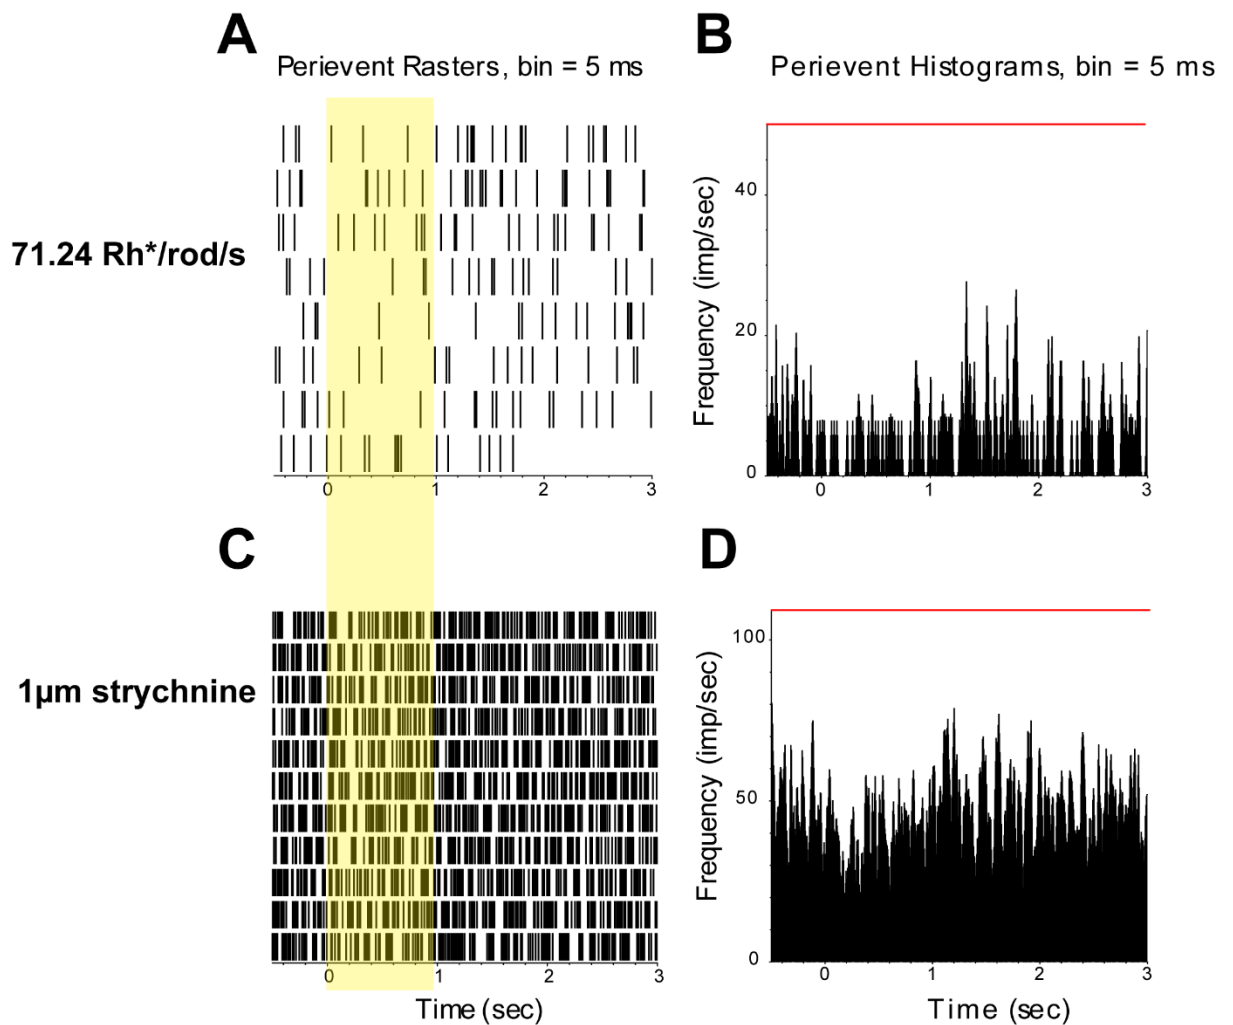 A
B
Perievent Rasters, bin = 5 ms
Perievent Histograms, bin = 5 ms
71.24 Rh*/rod/s
Frequency (imp/sec)
40
20
0
0 1 2 3
0 1 2 3
C
D
1µm strychnine
Frequency (imp/sec)
100
50
0
0 1 2 3
0 1 2 3
Time (sec)
Time (sec)